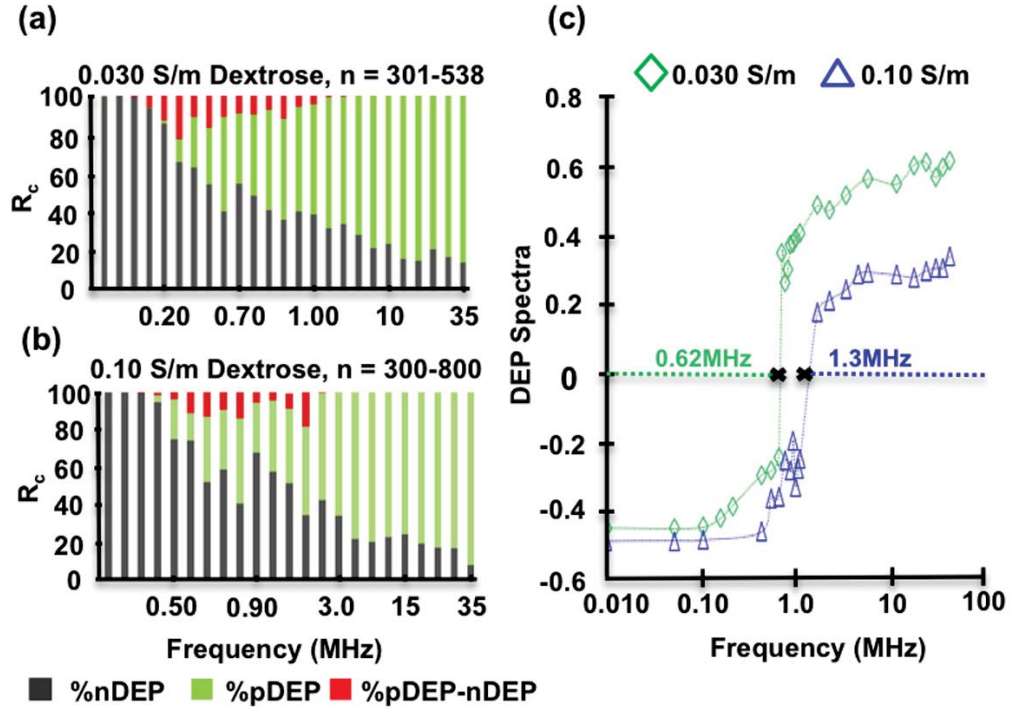 (a)
0.030 S/m Dextrose, n = 301-538
100
80
60
40
20
0
Rc
0.20 0.70 1.00 10 35
(b)
0.10 S/m Dextrose, n = 300-800
100
80
60
40
20
0
Rc
0.50 0.90 3.0 15 35
Frequency (MHz)
%nDEP %pDEP %pDEP-nDEP
(c)
0.030 S/m 0.10 S/m
0.8
0.6
0.4
0.2
0
-0.2
-0.4
-0.6
DEP Spectra
0.62MHz 1.3MHz
0.010 0.10 1.0 10 100
Frequency (MHz)